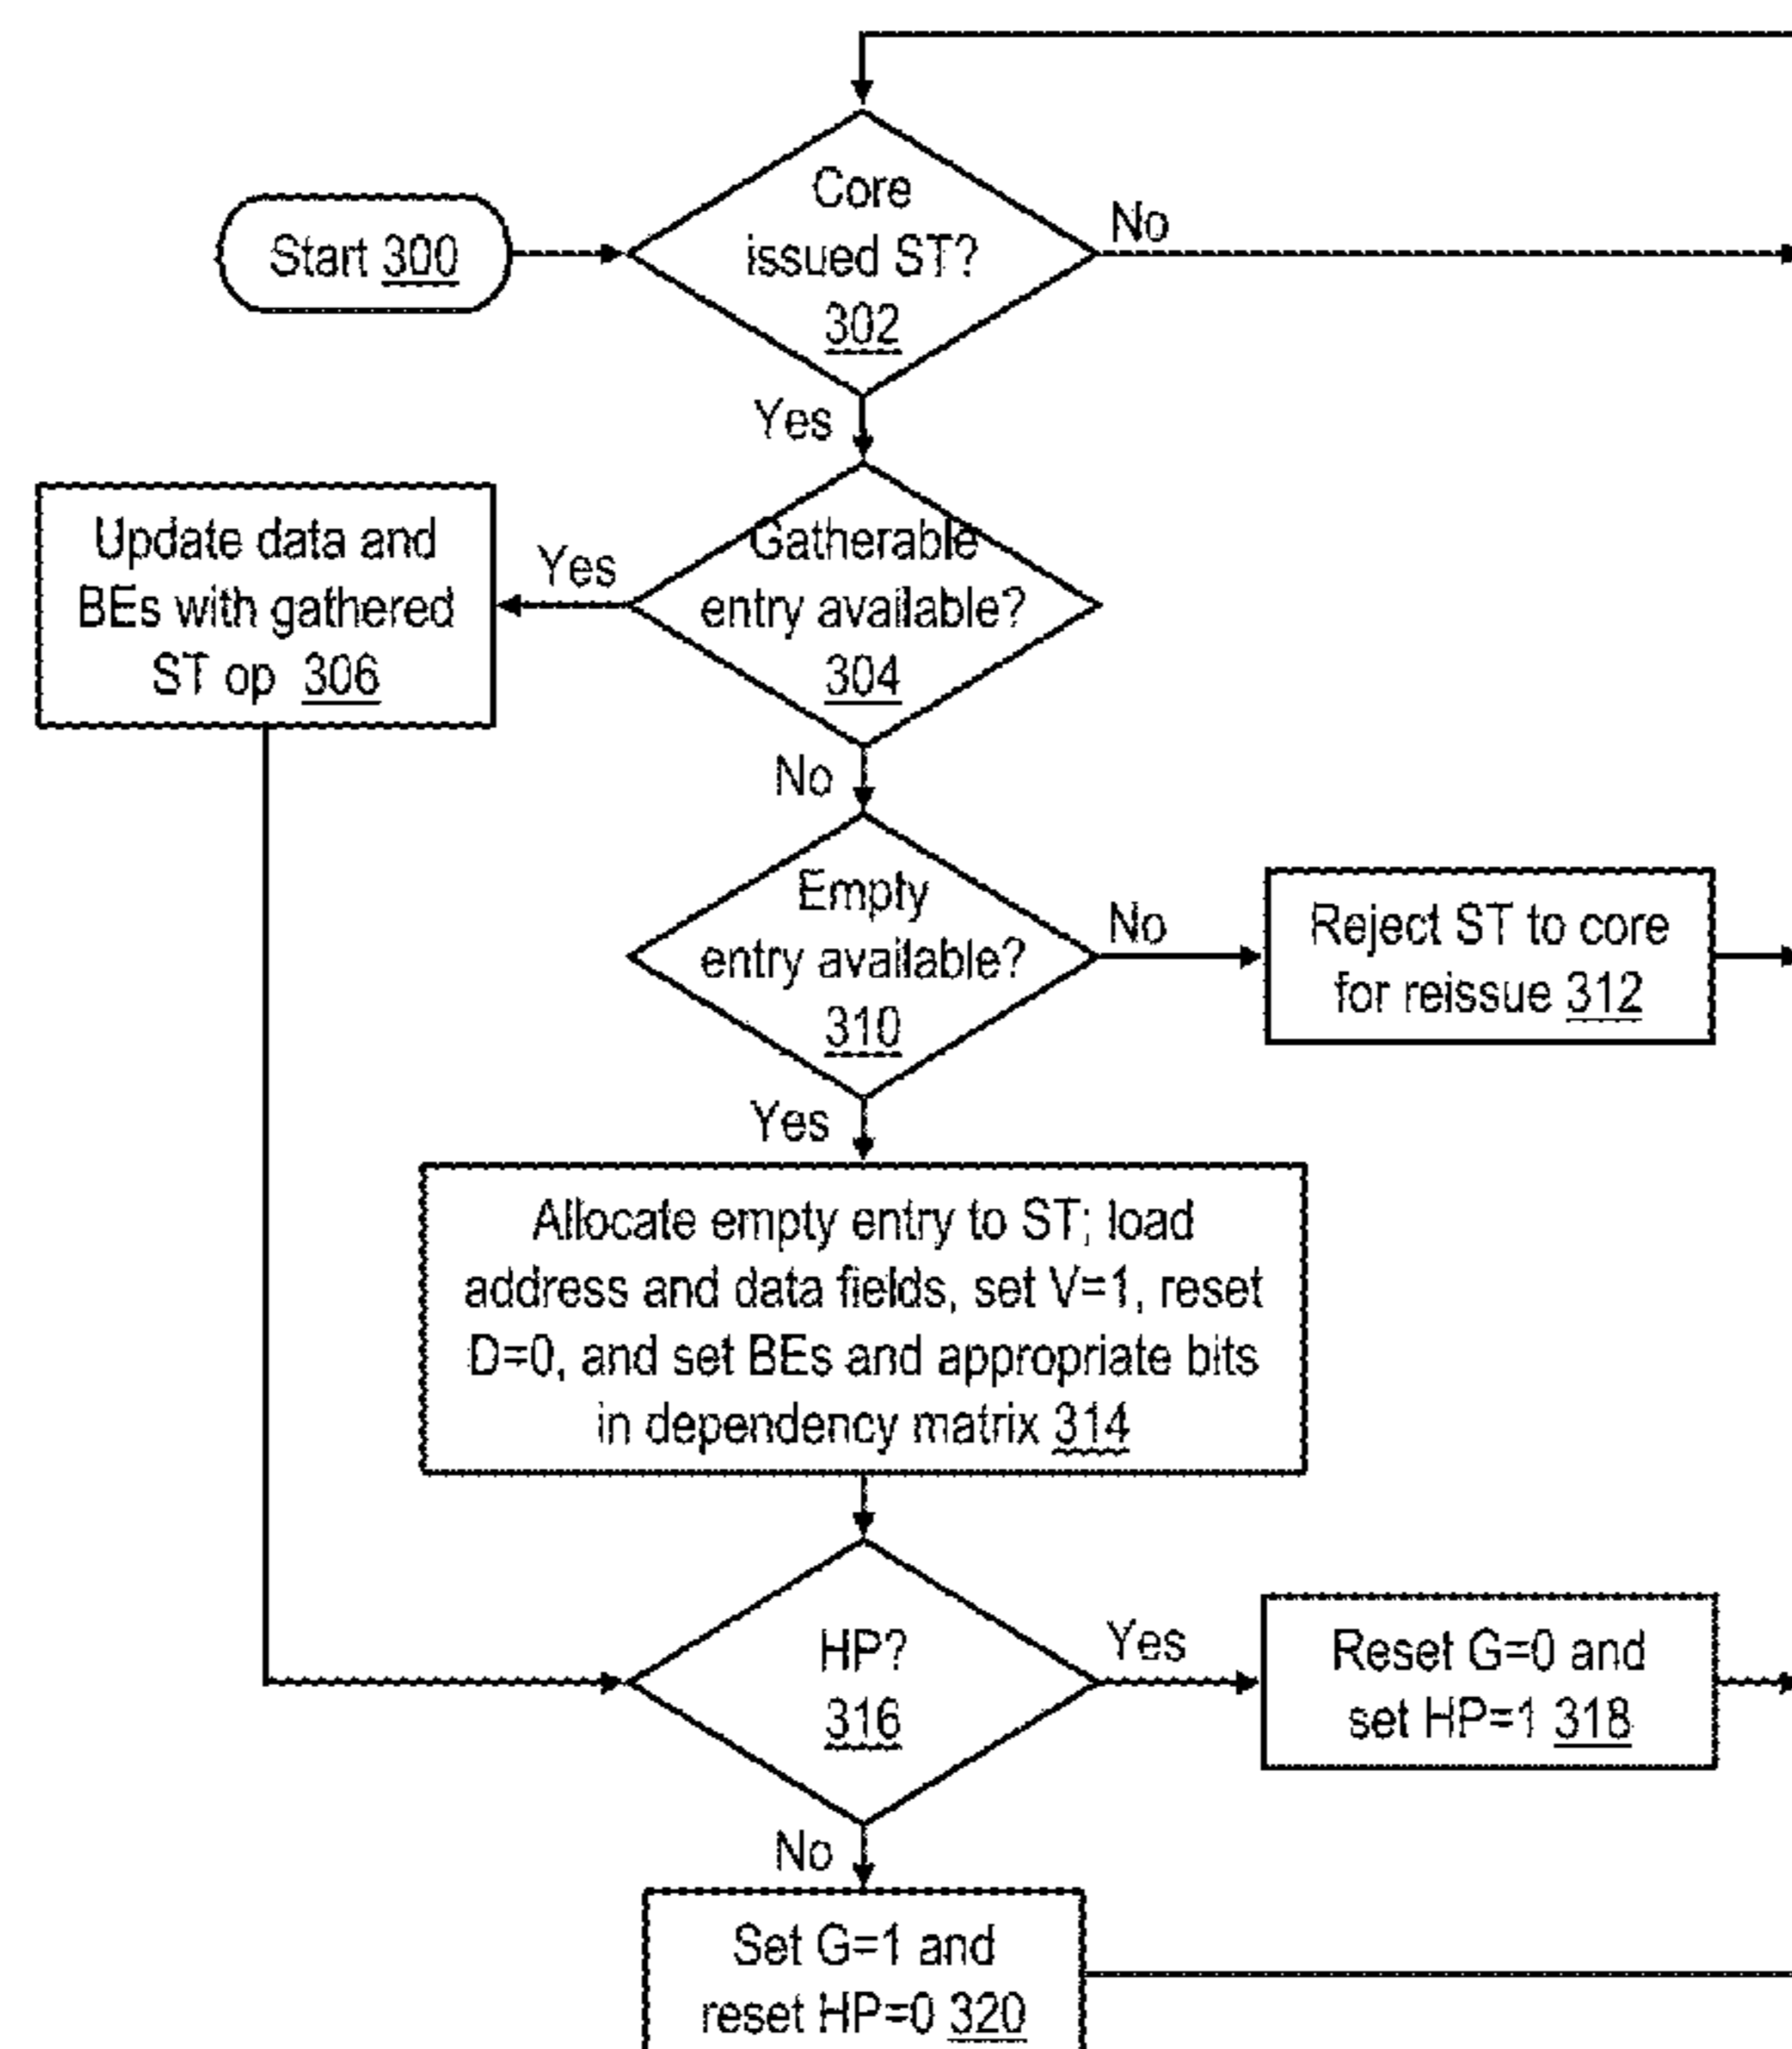 Core
issued ST?
302
Start 300
No
Yes
Gatherable
entry available?
304
Yes
Update data and
BEs with gathered
ST op 306
No
Empty
entry available?
310
No
Reject ST to core
for reissue 312
Yes
Allocate empty entry to ST; load
address and data fields, set V=1, reset
D=0, and set BEs and appropriate bits
in dependency matrix 314
HP?
316
Yes
Reset G=0 and
set HP=1 318
No
Set G=1 and
reset HP=0 320